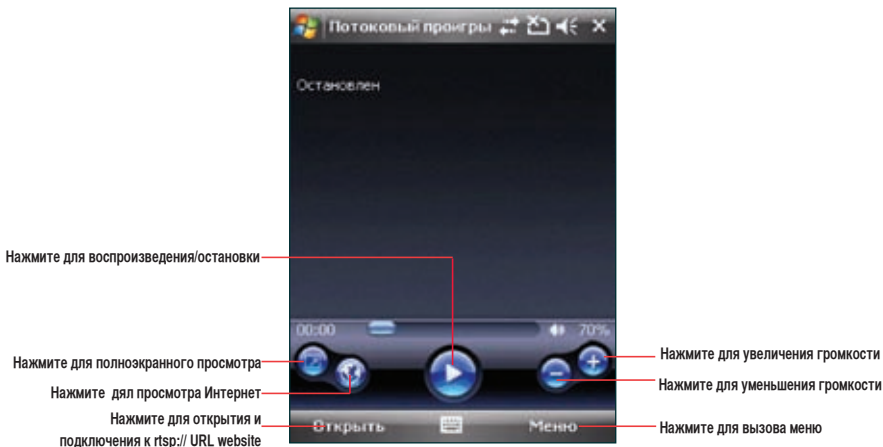 Потоковый проигры
Остановлен
Нажмите для воспроизведения/остановки
00:00
70%
Нажмите для полноэкранного просмотра
Нажмите для увеличения громкости
Нажмите дял просмотра Интернет
Нажмите для уменьшения громкости
Нажмите для открытия и
подключения к rtsp:// URL website
Открыть
Меню
Нажмите для вызова меню